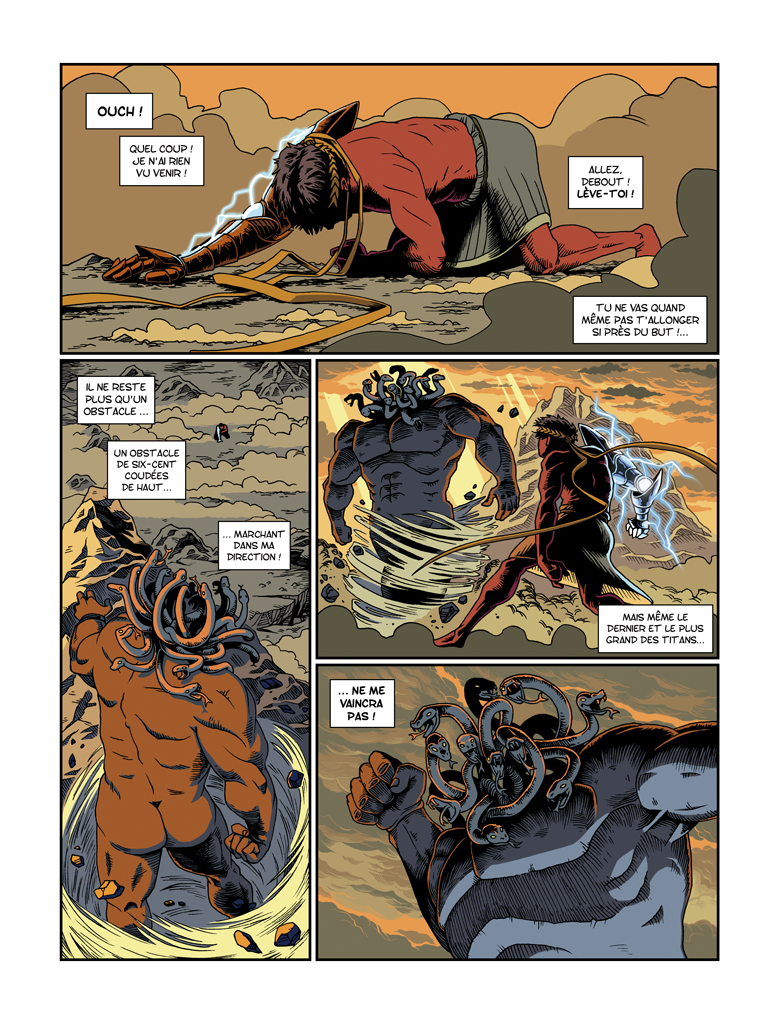 OUCH !
QUEL COUP !
JE N'AI RIEN
VU VENIR !
ALLEZ,
DEBOUT !
LÈVE-TOI !
TU NE VAS QUAND
MÊME PAS T'ALLONGER
SI PRÈS DU BUT !...
IL NE RESTE
PLUS QU'UN
OBSTACLE ...
UN OBSTACLE
DE SIX-CENT
COUDÉES
DE HAUT...
... MARCHANT
DANS MA
DIRECTION !
MAIS MÊME LE
DERNIER ET LE PLUS
GRAND DES TITANS...
... NE ME
VAINCRA
PAS !